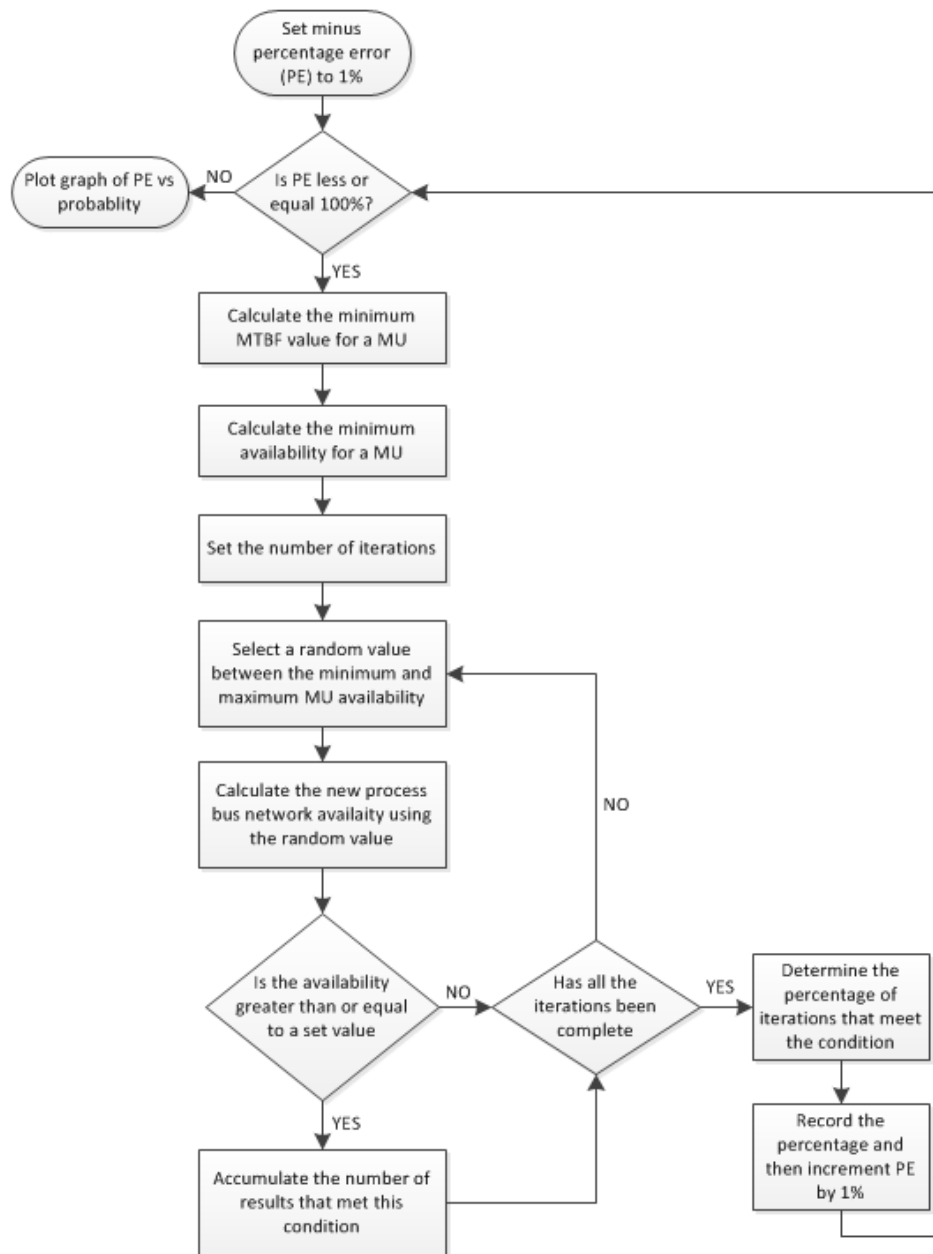 Set minus
percentage error
(PE) to 1%
Plot graph of PE vs
probablity
NO
Is PE less or
equal 100%?
YES
Calculate the minimum
MTBF value for a MU
Calculate the minimum
availability for a MU
Set the number of iterations
Select a random value
between the minimum and
maximum MU availability
Calculate the new process
bus network availaity using
the random value
NO
Is the availability
greater than or equal
to a set value
NO
Has all the
iterations been
complete
YES
Determine the
percentage of
iterations that meet
the condition
YES
Accumulate the number of
results that met this
condition
Record the
percentage and
then increment PE
by 1%